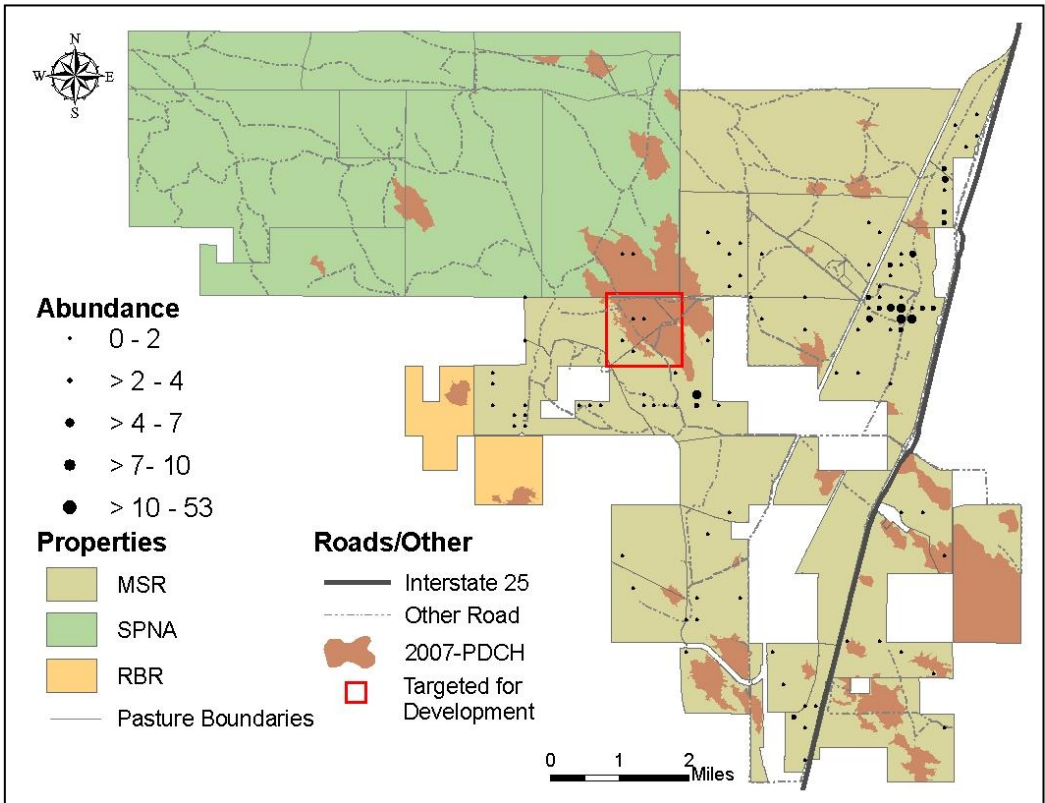 N
W E
S
Abundance
0 - 2
> 2 - 4
> 4 - 7
> 7 - 10
> 10 - 53
Properties
MSR
SPNA
RBR
Pasture Boundaries
Roads/Other
Interstate 25
Other Road
2007-PDCH
Targeted for
Development
0 1 2
Miles